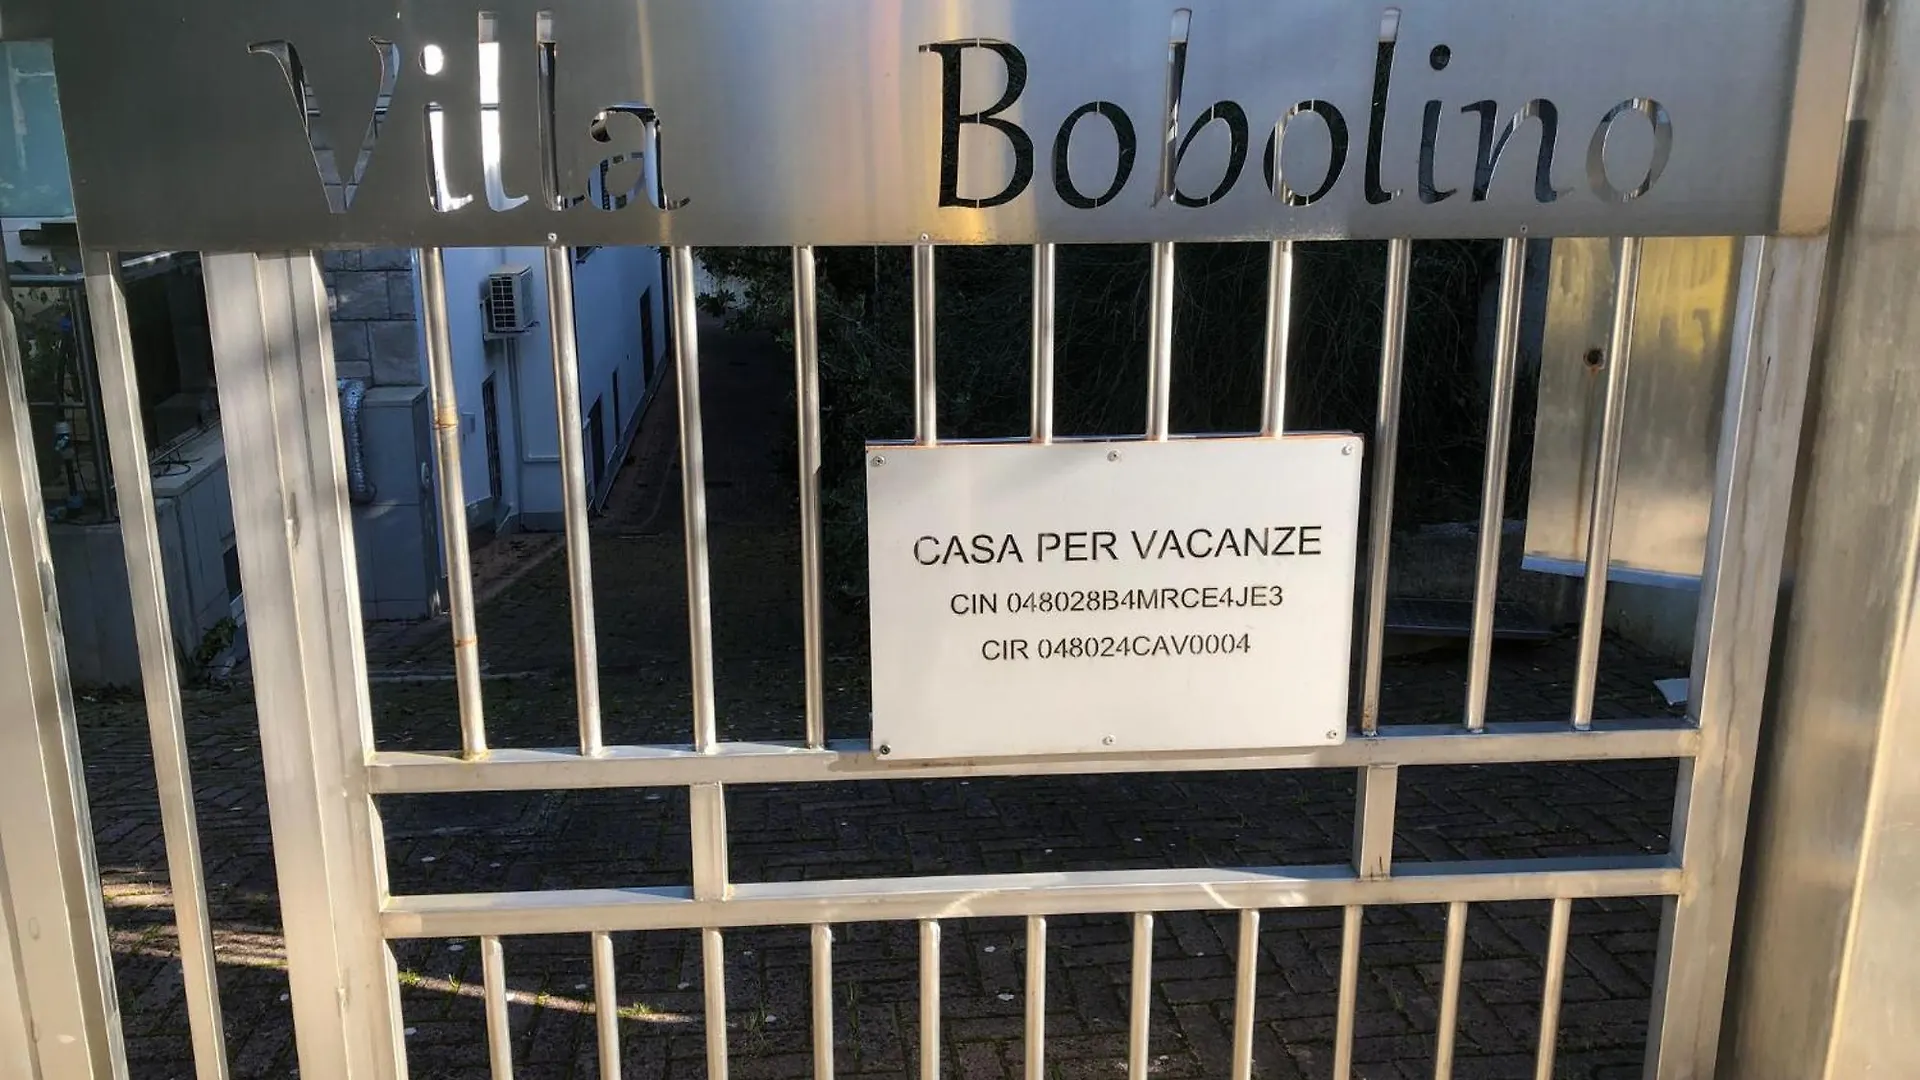 Villa Bobolino
CASA PER VACANZE
CIN 048028B4MRCE4JE3
CIR 048024CAV0004